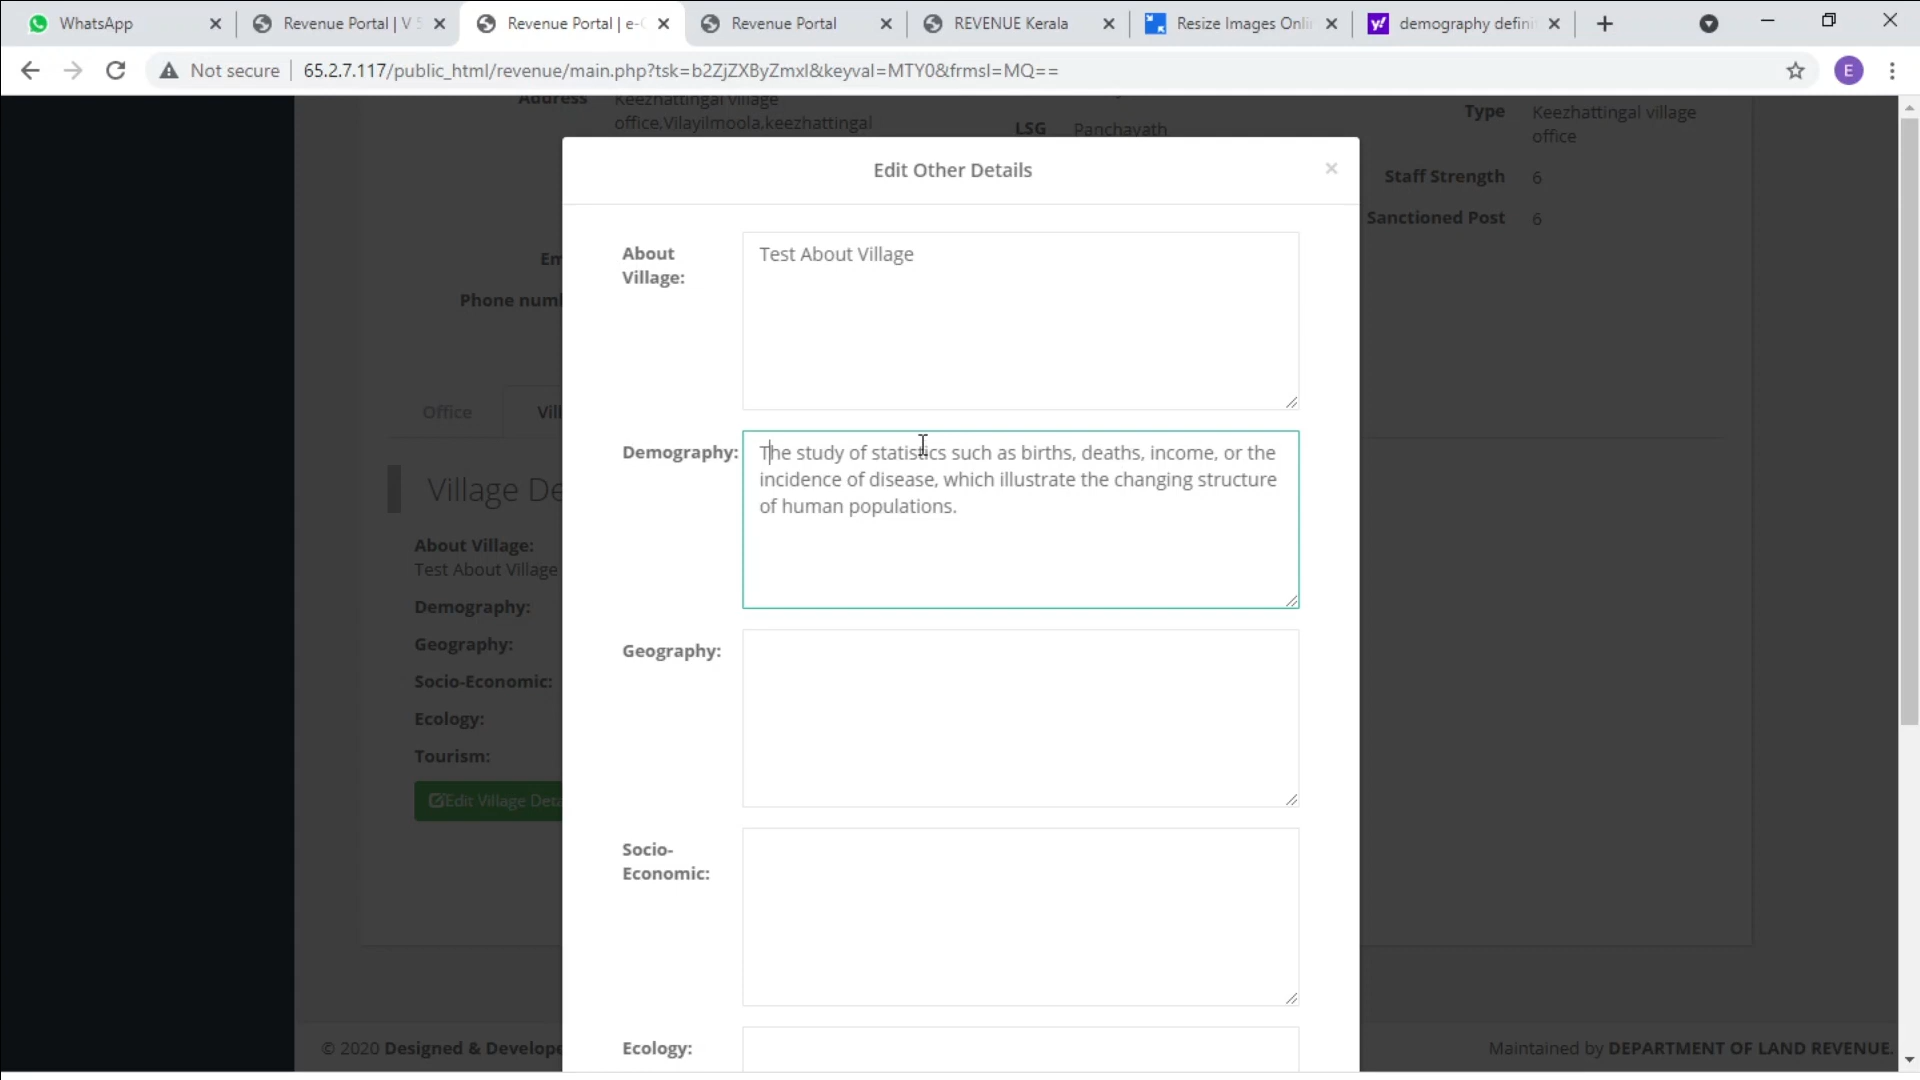 WhatsApp
Revenue Portal | V 5
Revenue Portal | e-
Revenue Portal
REVENUE Kerala
Resize Images Onli
demography defini
Not secure
65.2.7.117/public_html/revenue/main.php?tsk=b2ZjZXByZmxl&keyval=MTY0&frmsl=MQ==
E
Address
Keezhattingal village
office,Vilayilmoola,keezhattingal
LSG
Panchayath
Type
Keezhattingal village
office
Staff Strength
6
Sanctioned Post
6
Em
Phone numb
Edit Other Details
×
About
Village:
Test About Village
Demography:
The study of statistics such as births, deaths, income, or the
incidence of disease, which illustrate the changing structure
of human populations.
Geography:
Socio-
Economic:
Ecology:
Office
Vill
Village De
About Village:
Test About Village
Demography:
Geography:
Socio-Economic:
Ecology:
Tourism:
Edit Village Deta
© 2020 Designed & Develope
Maintained by DEPARTMENT OF LAND REVENUE.